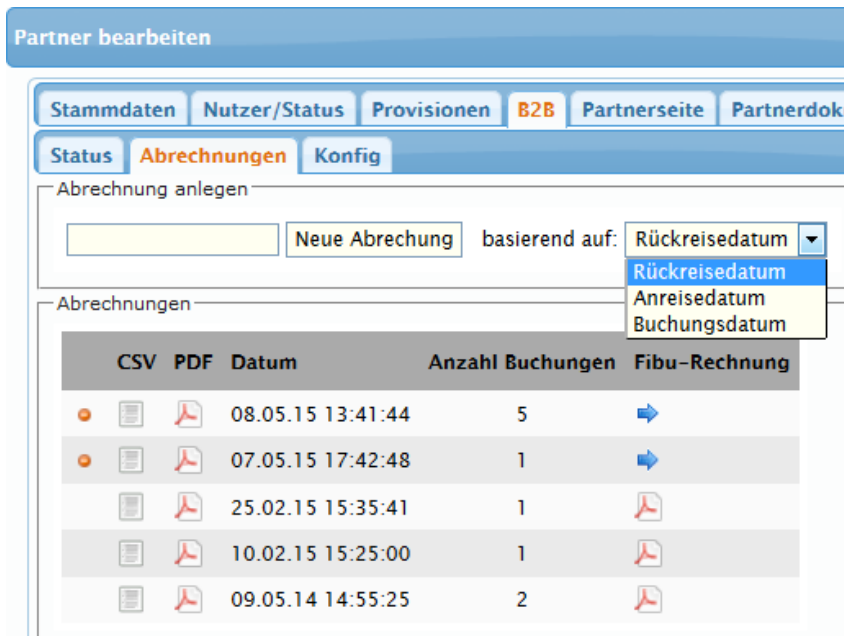 Partner bearbeiten
Stammdaten Nutzer/Status Provisionen B2B Partnerseite Partnerdok
Status Abrechnungen Konfig
Abrechnung anlegen
Neue Abrechung basierend auf: Rückreisedatum
Rückreisedatum
Anreisedatum
Buchungsdatum
Abrechnungen
CSV PDF Datum Anzahl Buchungen Fibu-Rechnung
08.05.15 13:41:44 5
07.05.15 17:42:48 1
25.02.15 15:35:41 1
10.02.15 15:25:00 1
09.05.14 14:55:25 2